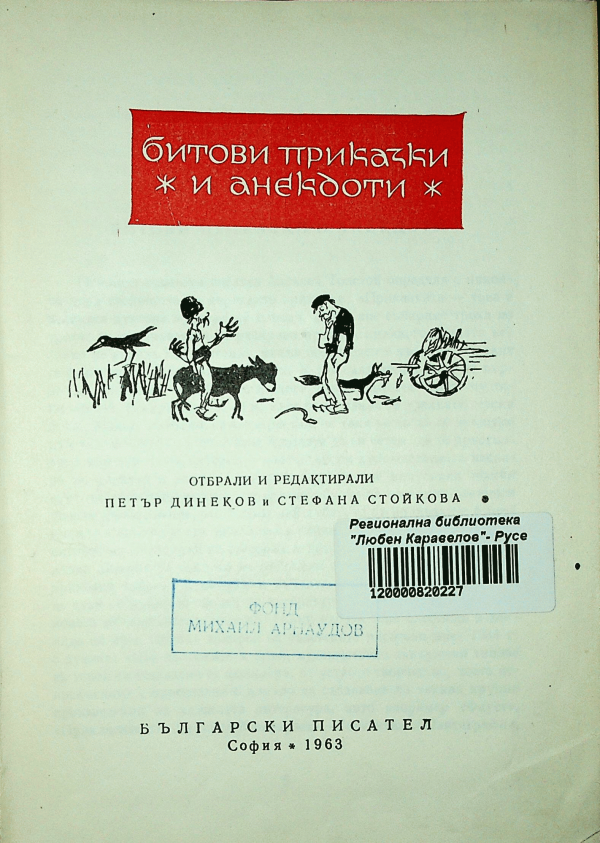 БИТОВИ ПРИКАЗКИ
* И АНЕКДОТИ *
ОТБРАЛИ И РЕДАКТИРАЛИ
ПЕТЪР ДИНЕКОВ и СТЕФАНА СТОЙКОВА
Регионална библиотека
"Любен Каравелов"- Русе
120000820227
ФОНД
МИХАИЛ АРНАУДОВ
БЪЛГАРСКИ ПИСАТЕЛ
София * 1963